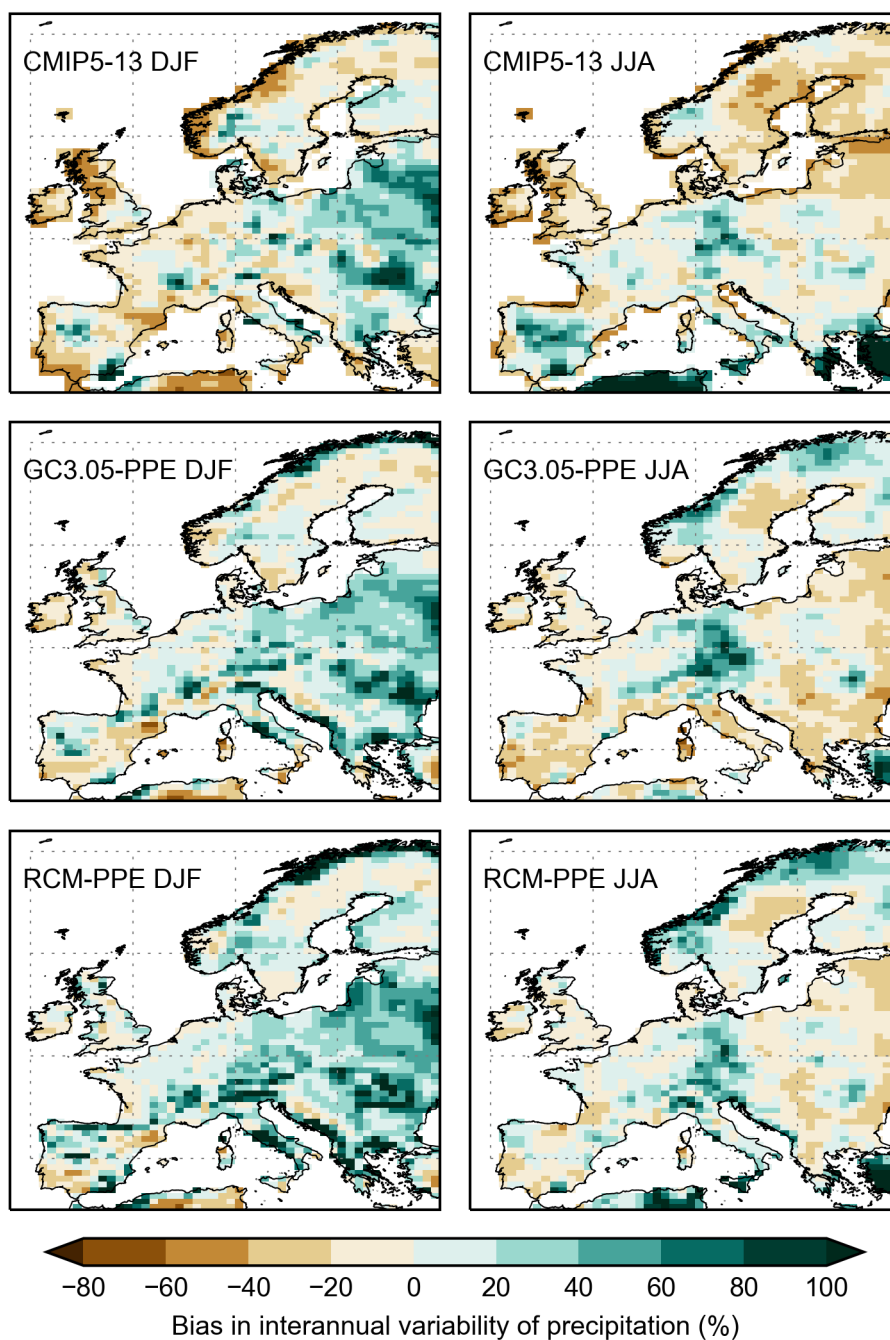 CMIP5-13 DJF
CMIP5-13 JJA
GC3.05-PPE DJF
GC3.05-PPE JJA
RCM-PPE DJF
RCM-PPE JJA
−80 −60 −40 −20 0 20 40 60 80 100
Bias in interannual variability of precipitation (%)